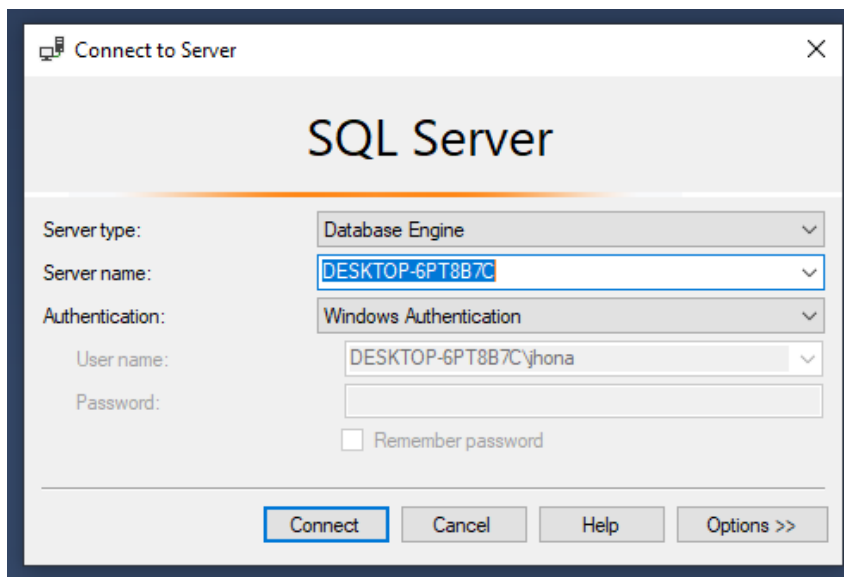 Connect to Server
SQL Server
Server type: Database Engine
Server name: DESKTOP-6PT8B7C
Authentication: Windows Authentication
User name: DESKTOP-6PT8B7C\jhona
Password:
Remember password
Connect Cancel Help Options >>